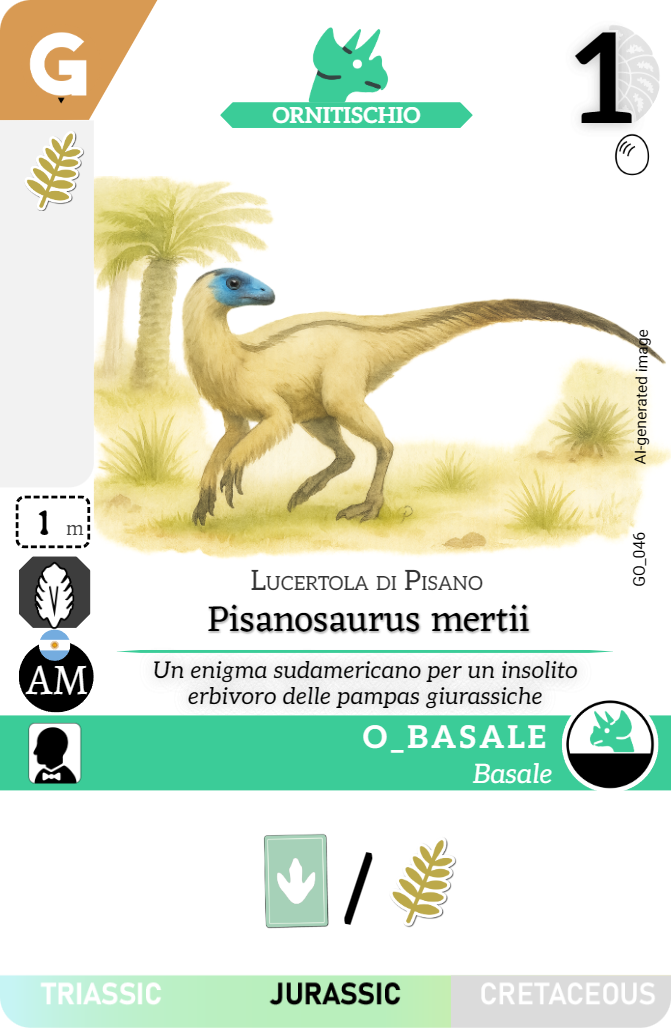 G
ORNITISCHIO
1
AI-generated image
1 m
GO_046
LUCERTOLA DI PISANO
Pisanosaurus mertii
AM
Un enigma sudamericano per un insolito
erbivoro delle pampas giurassiche
O_BASALE
Basale
/
TRIASSIC JURASSIC CRETACEOUS